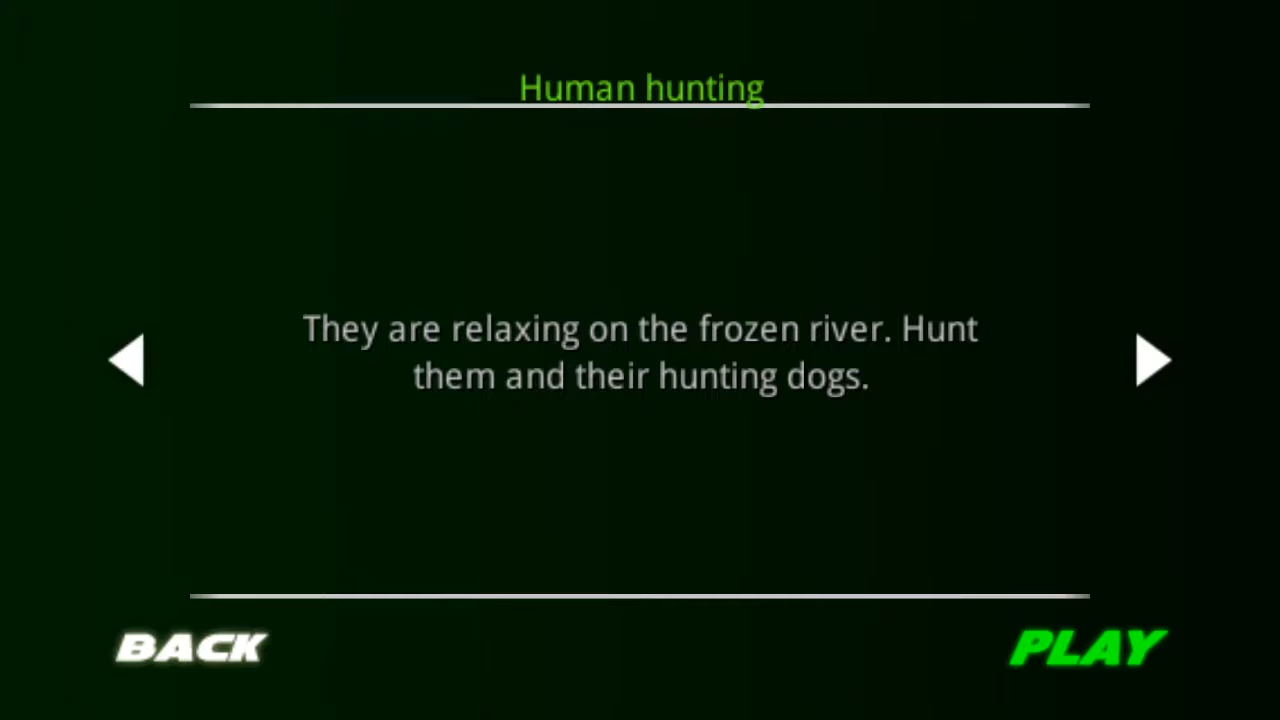 Human hunting
They are relaxing on the frozen river. Hunt
them and their hunting dogs.
BACK
PLAY